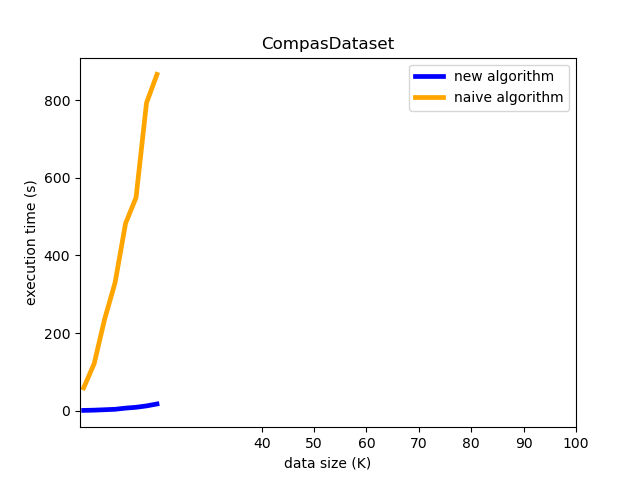 CompasDataset
new algorithm
naive algorithm
execution time (s)
800
600
400
200
0
40 50 60 70 80 90 100
data size (K)